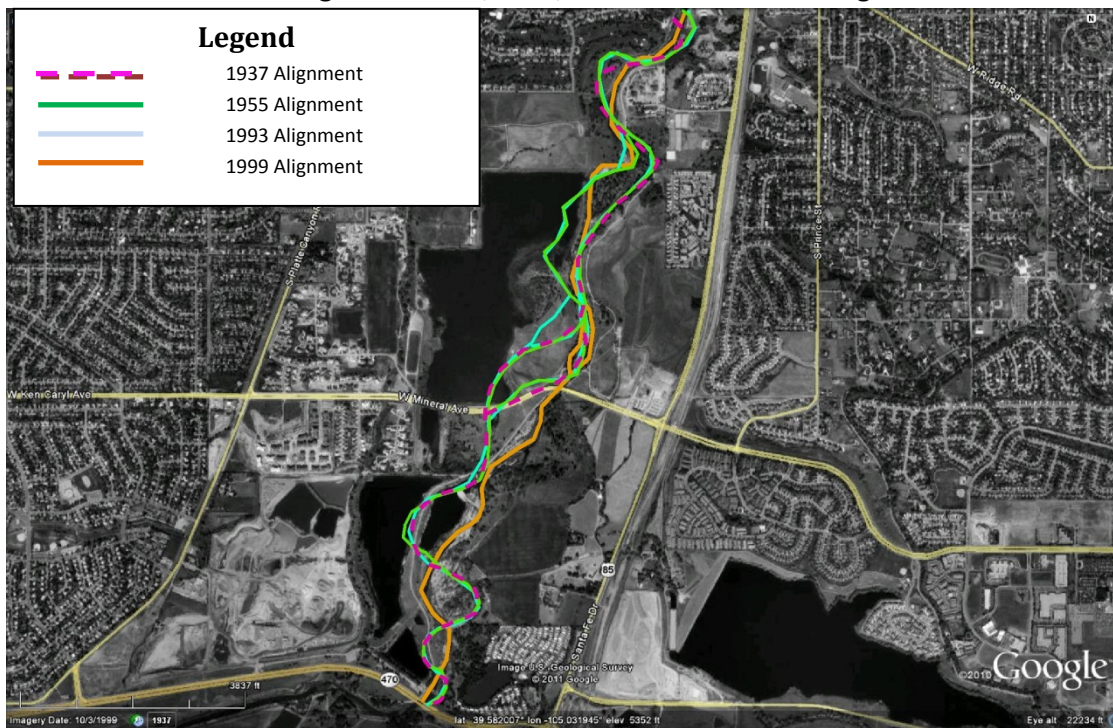 Legend
1937 Alignment
1955 Alignment
1993 Alignment
1999 Alignment
N
W Ridge Rd
S Platte Canyon
S Prince St
W Ken Caryl Ave
W Mineral Ave
85
Santa Fe Dr
470
Image U.S. Geological Survey
© 2011 Google
©2010 Google
3837 ft
Imagery Date: 10/3/1999 1937
lat 39.582007° lon -105.031945° elev 5352 ft
Eye alt 22234 ft